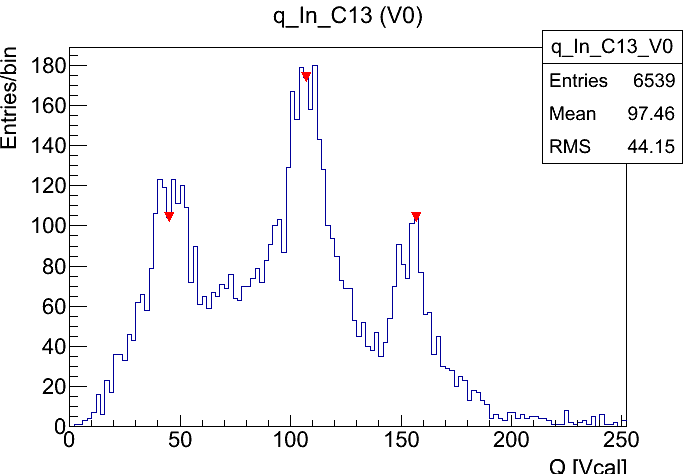 q_In_C13 (V0)
q_In_C13_V0
Entries 6539
Mean 97.46
RMS 44.15
Entries/bin
180
160
140
120
100
80
60
40
20
0
0 50 100 150 200 250
Q [Vcal]